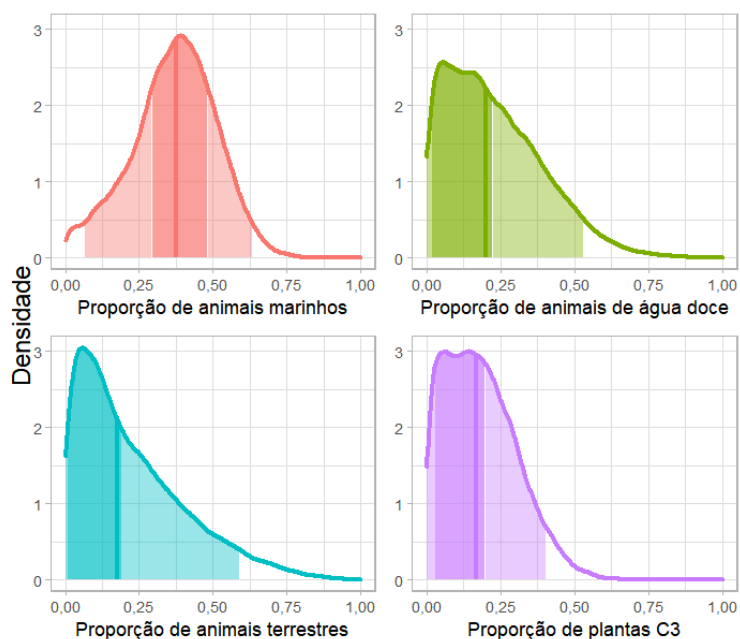 Densidade
3
2
1
0
0,00 0,25 0,50 0,75 1,00
Proporção de animais marinhos
3
2
1
0
0,00 0,25 0,50 0,75 1,00
Proporção de animais de água doce
3
2
1
0
0,00 0,25 0,50 0,75 1,00
Proporção de animais terrestres
3
2
1
0
0,00 0,25 0,50 0,75 1,00
Proporção de plantas C3